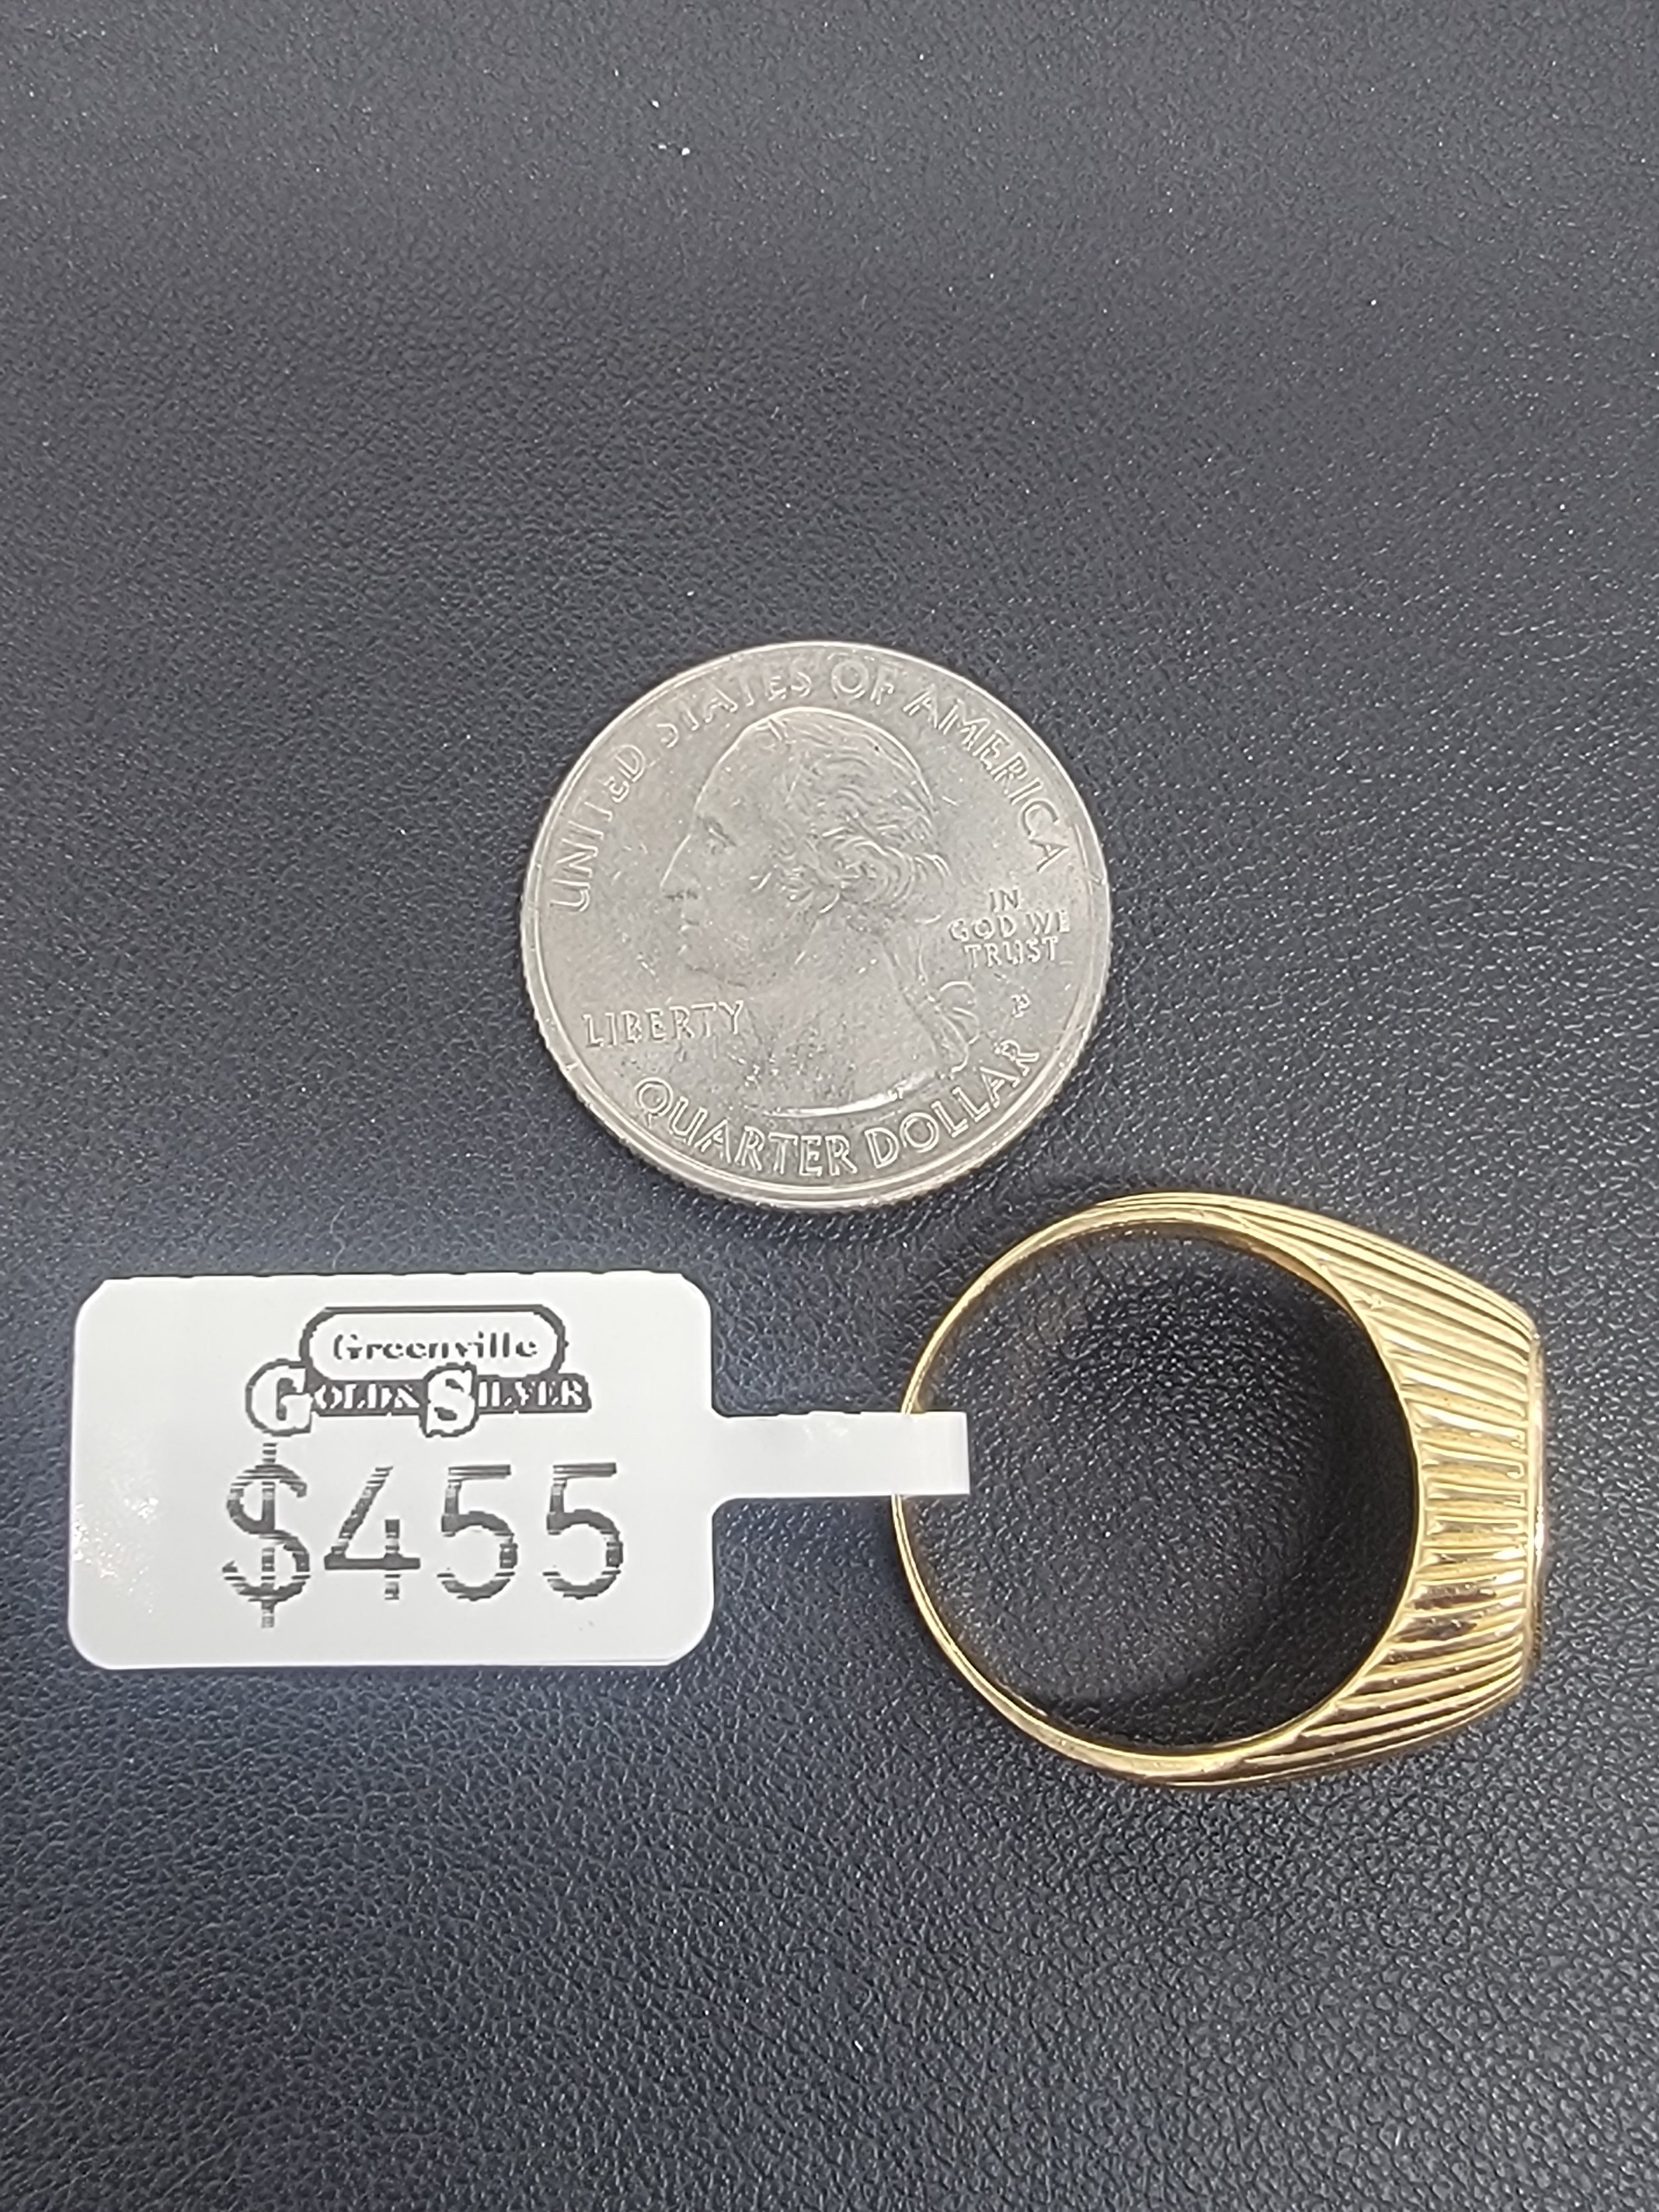 UNITED STATES OF AMERICA
IN
GOD WE
TRUST
P
LIBERTY
QUARTER DOLLAR
Greenville
GOLD & SILVER
$455